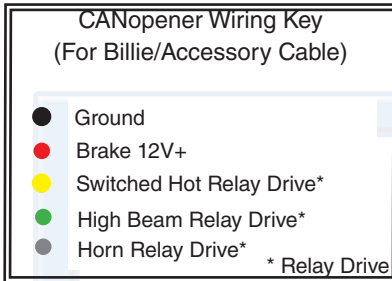 CANopener Wiring Key
(For Billie/Accessory Cable)
Ground
Brake 12V+
Switched Hot Relay Drive*
High Beam Relay Drive*
Horn Relay Drive*
* Relay Drive